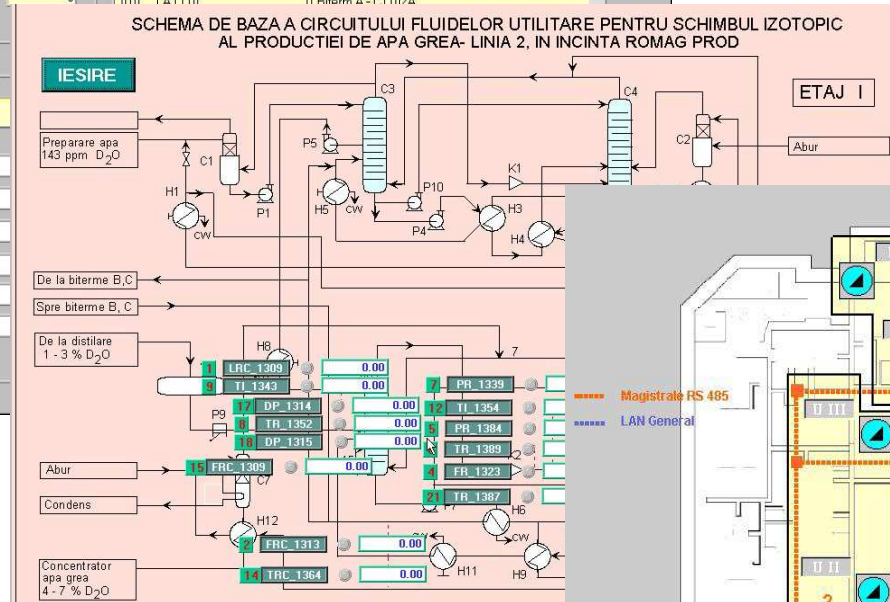 SCHEMA DE BAZA A CIRCUITULUI FLUIDELOR UTILITARE PENTRU SCHIMBUL IZOTOPIC
AL PRODUCTIEI DE APA GREA- LINIA 2, IN INCINTA ROMAG PROD
IESIRE
ETAJ I
C3
C4
C2
Preparare apa
143 ppm D2O
C1
P5
Abur
K1
H1
P1
H5
CW
P10
P4
H3
H4
CW
De la biterme B,C
Spre biterme B, C
De la distilare
1 - 3 % D2O
H8
7
1 LRC_1309 0.00
9 TI_1343 0.00
17 DP_1314 0.00
8 TR_1352 0.00
18 DP_1315 0.00
15 FRC_1309 0.00
7 PR_1339
12 TI_1354
5 PR_1384
TR_1389
4 FR_1323
21 TR_1387
P9
Abur
C7
Condens
H12
H6
CW
2 FRC_1313 0.00
14 TRC_1364 0.00
H11
H9
Concentrator
apa grea
4 - 7 % D2O
Magistrale RS 485
LAN General
U III
U II
2